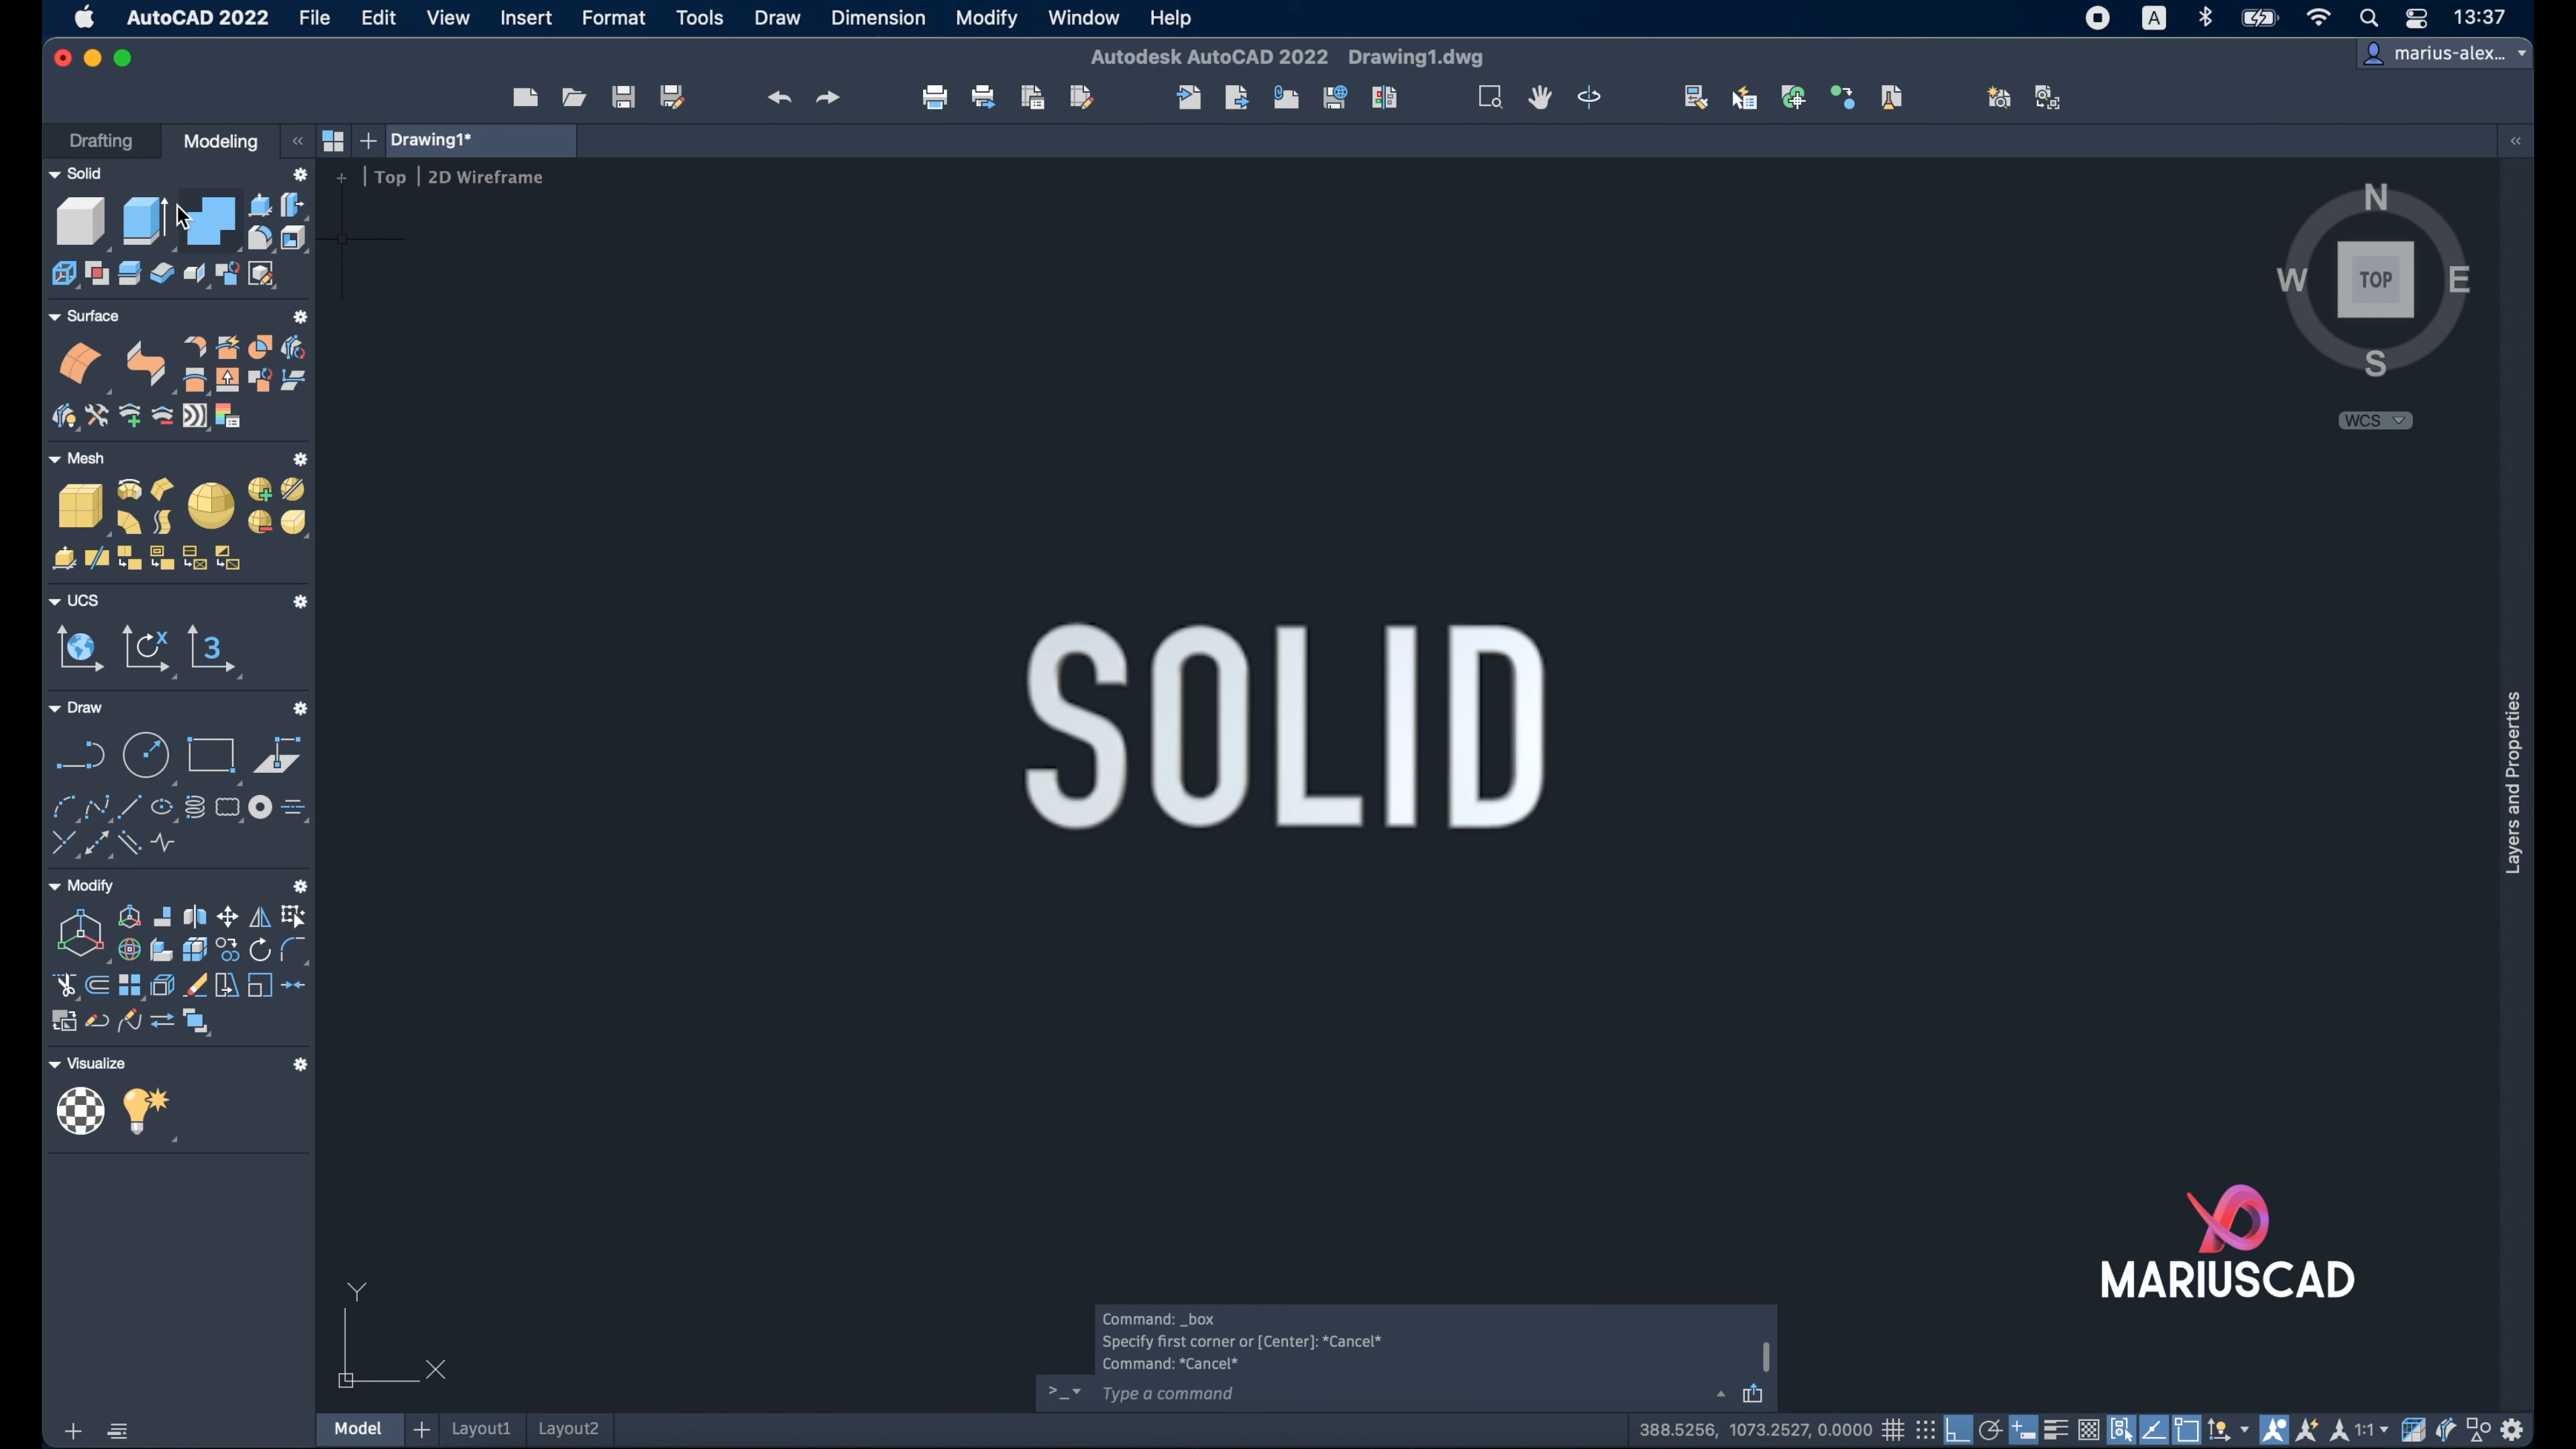 AutoCAD 2022 File Edit View Insert Format Tools Draw Dimension Modify Window Help A 13:37
Autodesk AutoCAD 2022 Drawing1.dwg marius-alex...
Drafting Modeling Drawing1*
Solid
+ Top 2D Wireframe
N
W TOP E
S
WCS
Surface
Mesh
UCS
X 3
Draw
Modify
Visualize
SOLID
Layers and Properties
MARIUSCAD
Y
X
Command: _box
Specify first corner or [Center]: *Cancel*
Command: *Cancel*
>_ Type a command
Model + Layout1 Layout2 388.5256, 1073.2527, 0.0000 1:1